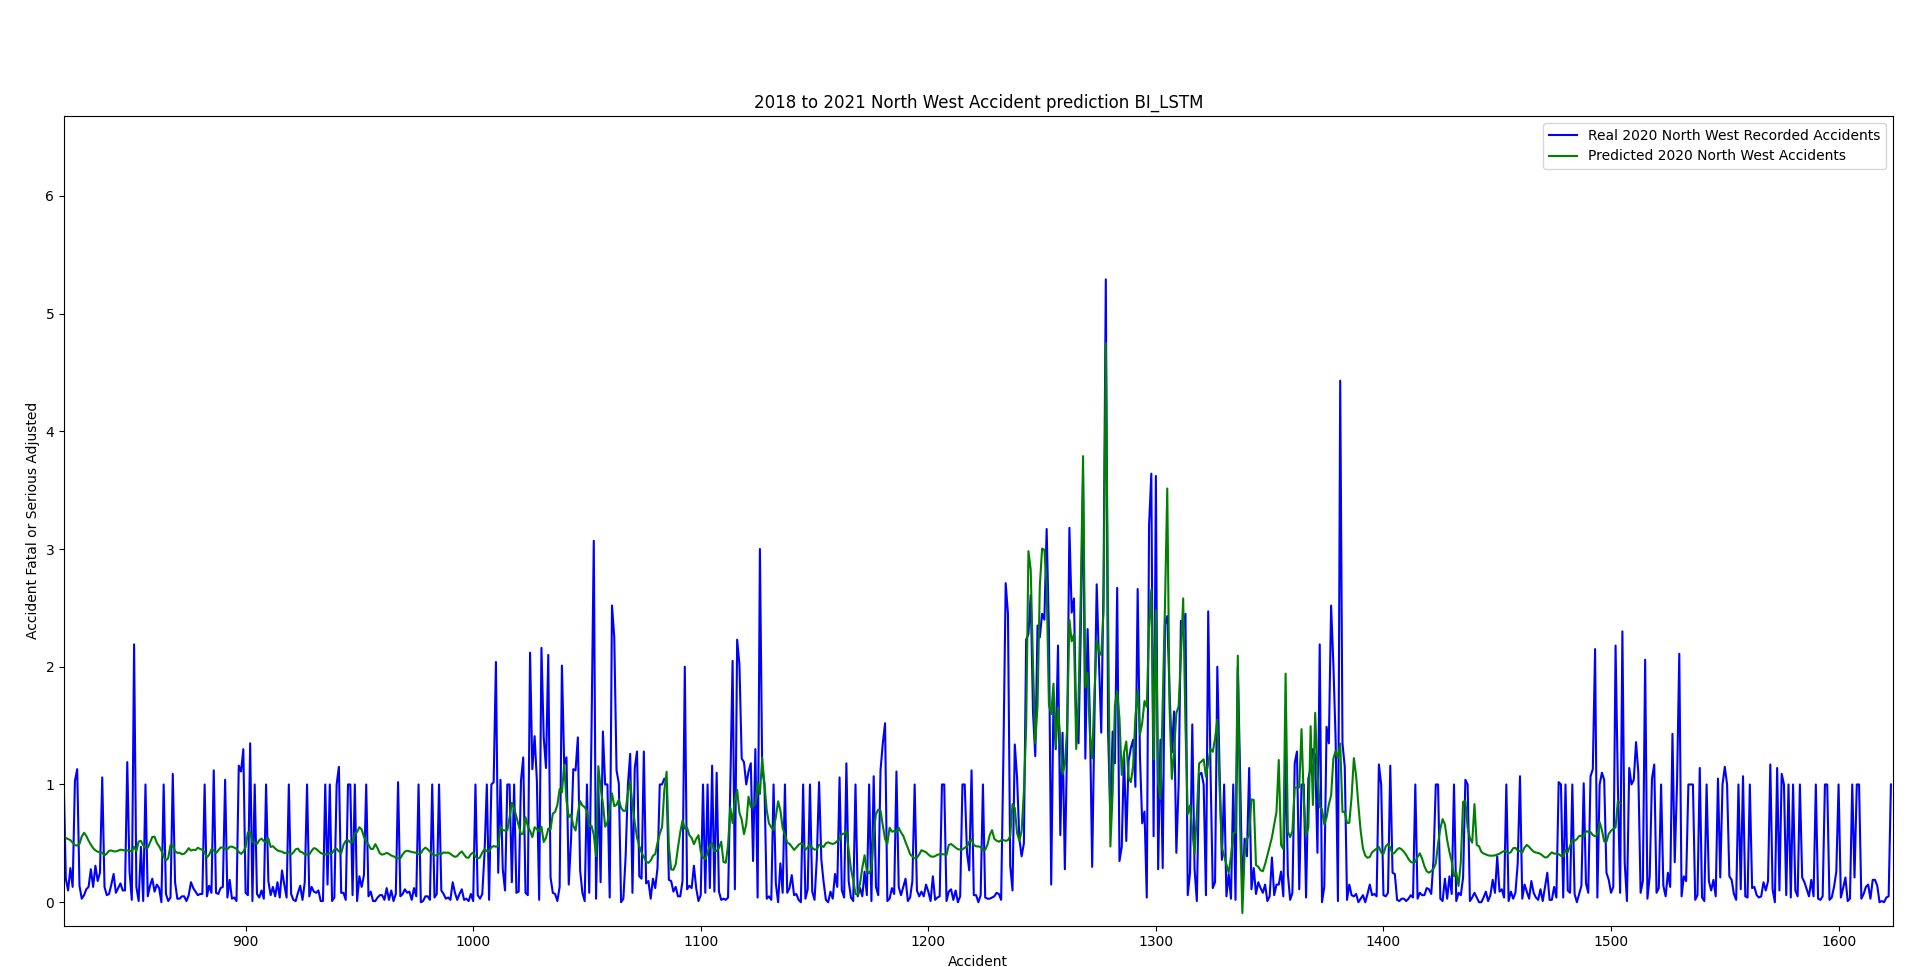 2018 to 2021 North West Accident prediction BI_LSTM
Real 2020 North West Recorded Accidents
Predicted 2020 North West Accidents
6
5
4
3
2
1
0
Accident Fatal or Serious Adjusted
900 1000 1100 1200 1300 1400 1500 1600
Accident